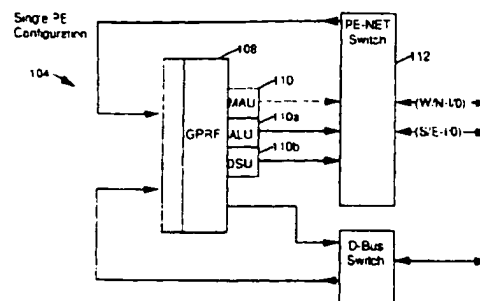 Single PE
Configuration
104
108
PE-NET
Switch
112
110
MAU
110a
(W/N-I/O)
GPRF
ALU
110b
(S/E-I/O)
DSU
D-Bus
Switch